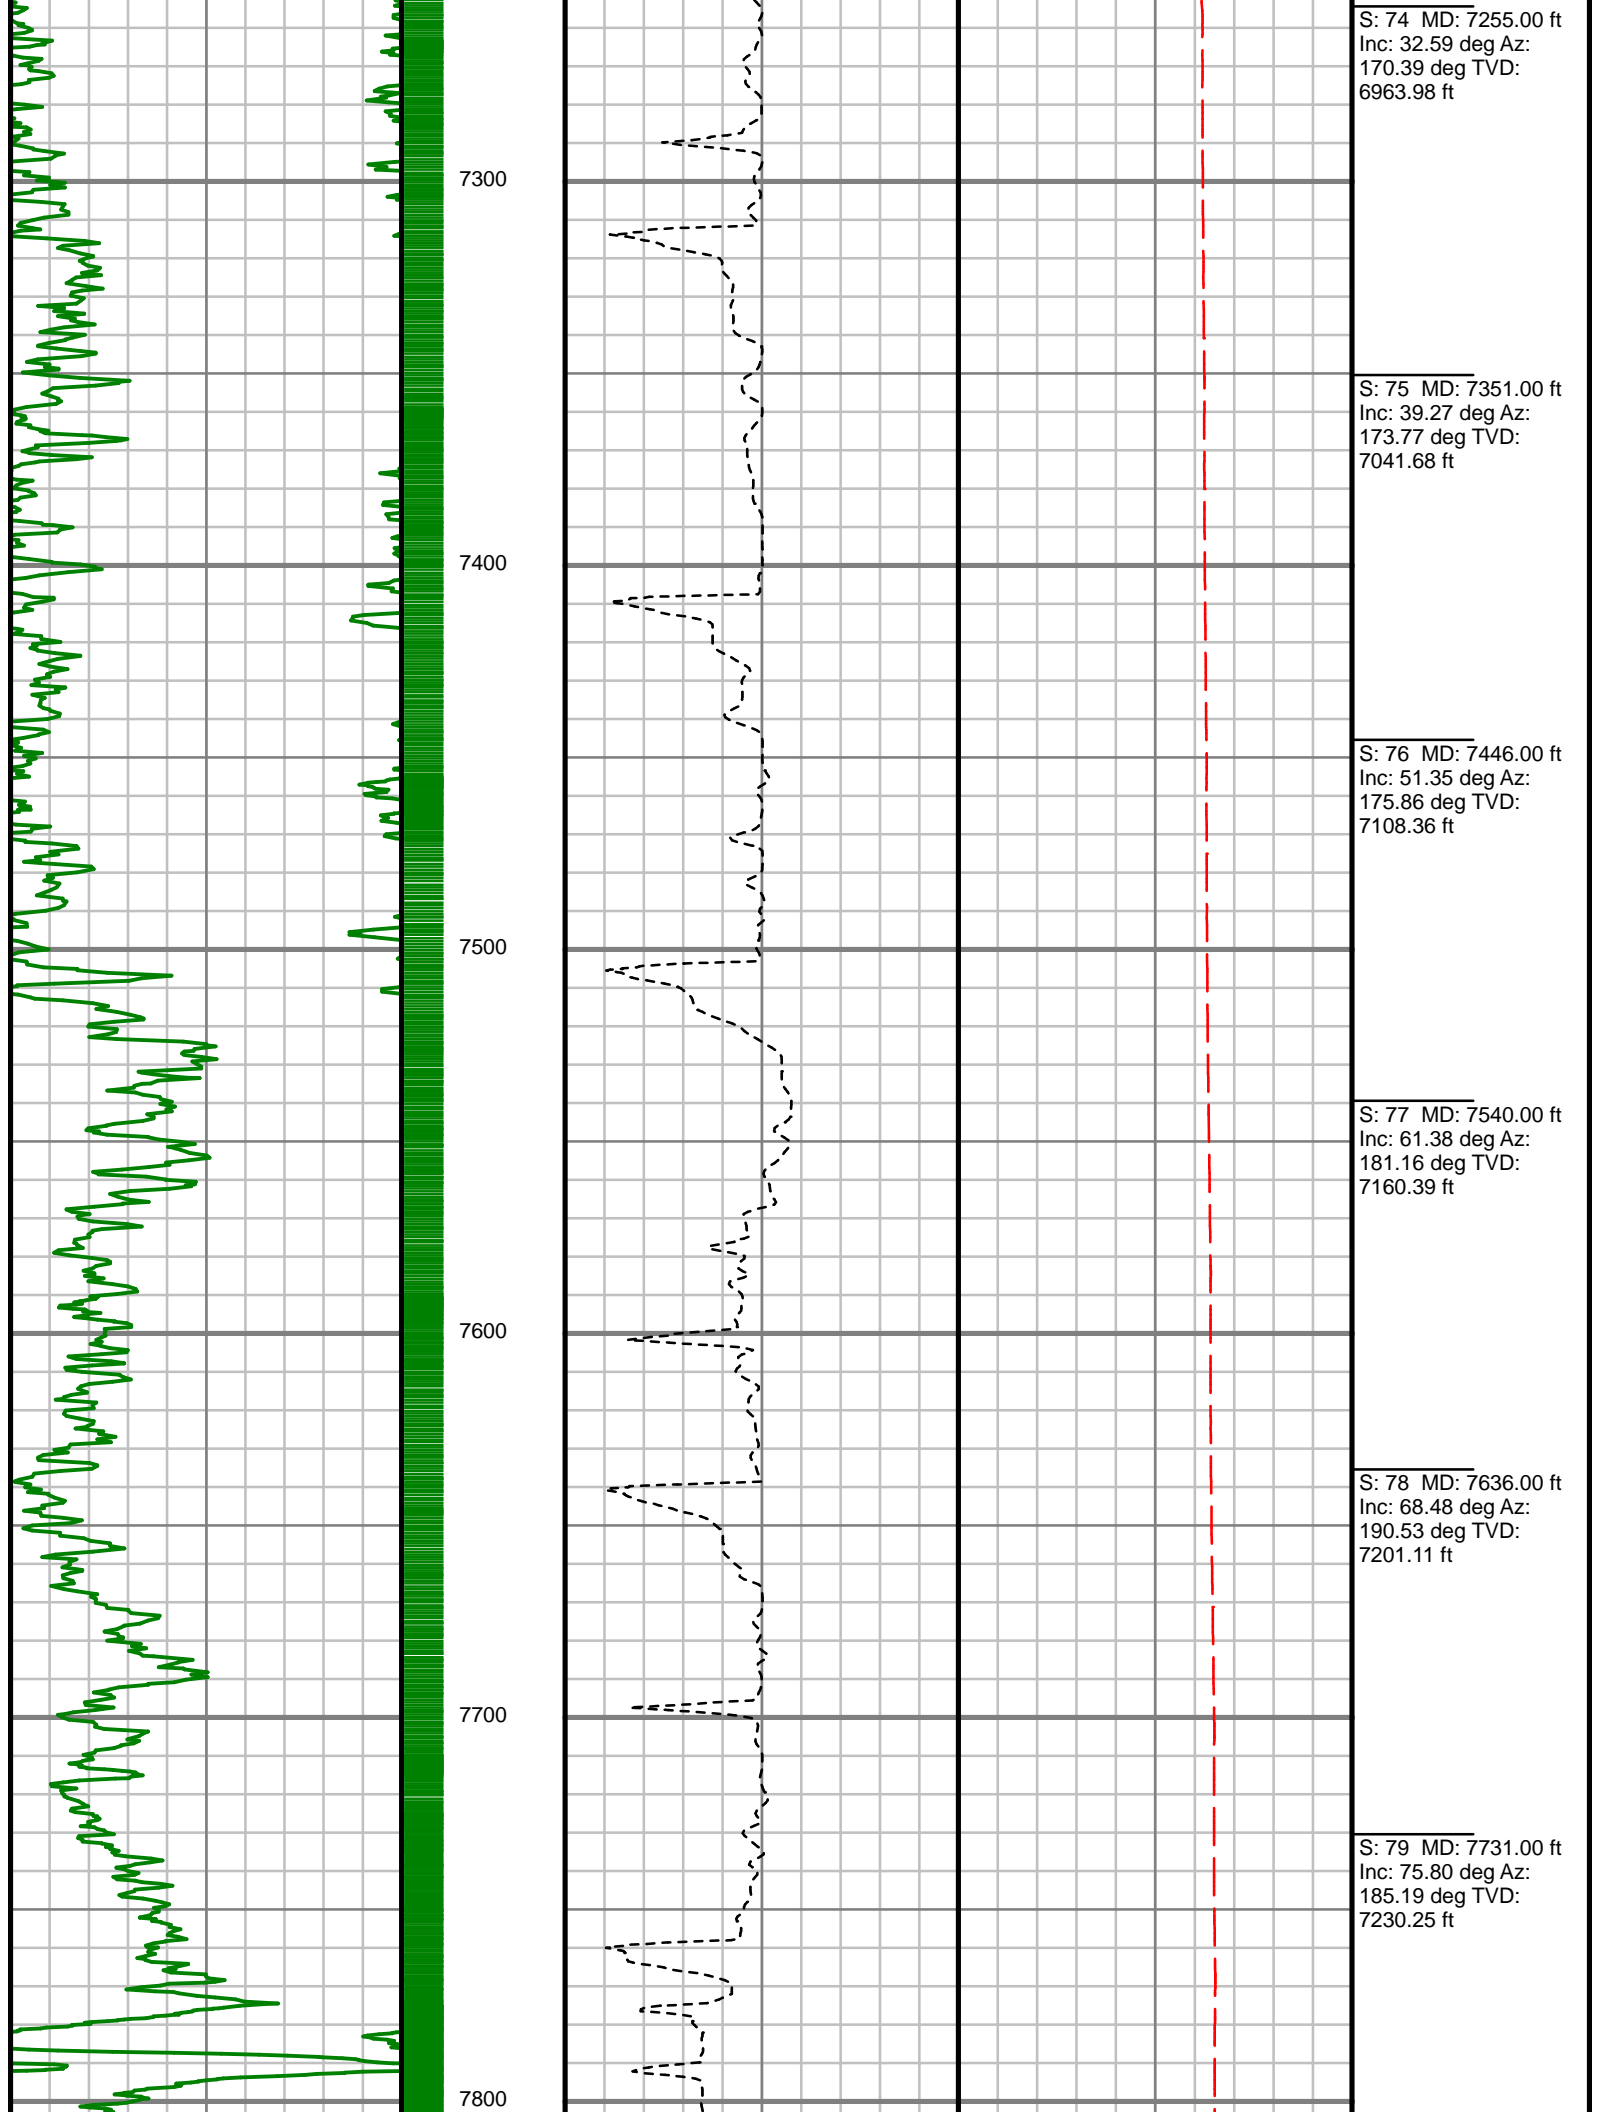 S: 74 MD: 7255.00 ft
Inc: 32.59 deg Az:
170.39 deg TVD:
6963.98 ft
7300
S: 75 MD: 7351.00 ft
Inc: 39.27 deg Az:
173.77 deg TVD:
7041.68 ft
7400
S: 76 MD: 7446.00 ft
Inc: 51.35 deg Az:
175.86 deg TVD:
7108.36 ft
7500
S: 77 MD: 7540.00 ft
Inc: 61.38 deg Az:
181.16 deg TVD:
7160.39 ft
7600
S: 78 MD: 7636.00 ft
Inc: 68.48 deg Az:
190.53 deg TVD:
7201.11 ft
7700
S: 79 MD: 7731.00 ft
Inc: 75.80 deg Az:
185.19 deg TVD:
7230.25 ft
7800